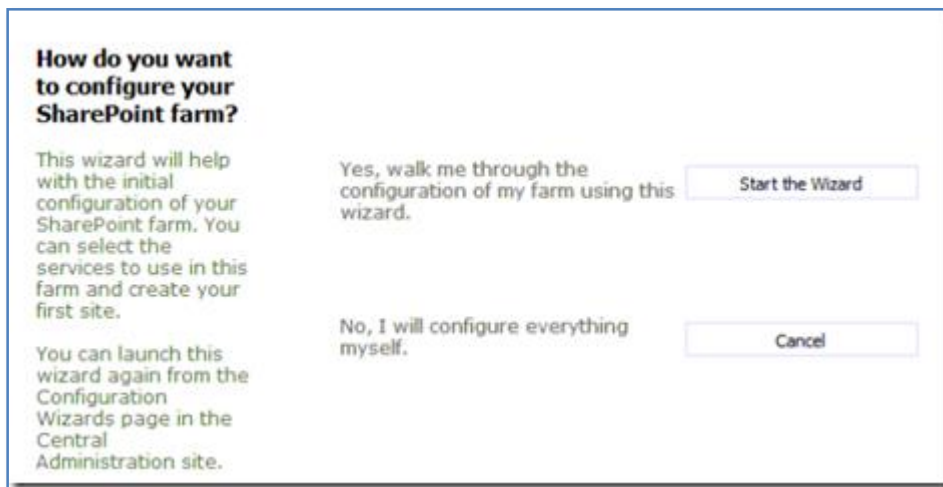 How do you want
to configure your
SharePoint farm?
This wizard will help
with the initial
configuration of your
SharePoint farm. You
can select the
services to use in this
farm and create your
first site.
You can launch this
wizard again from the
Configuration
Wizards page in the
Central
Administration site.
Yes, walk me through the
configuration of my farm using this
wizard.
Start the Wizard
No, I will configure everything
myself.
Cancel